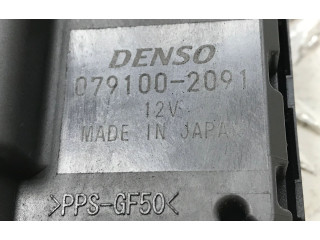 DENSO
079100-2091
12V
MADE IN JAPAN
>PPS-GF50<